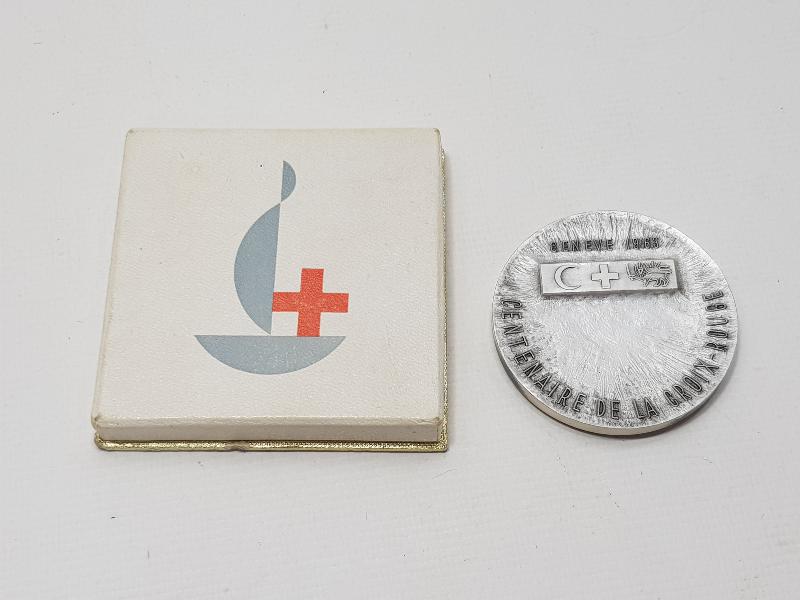 GENEVE 1963
CENTENAIRE DE LA CROIX-ROUGE